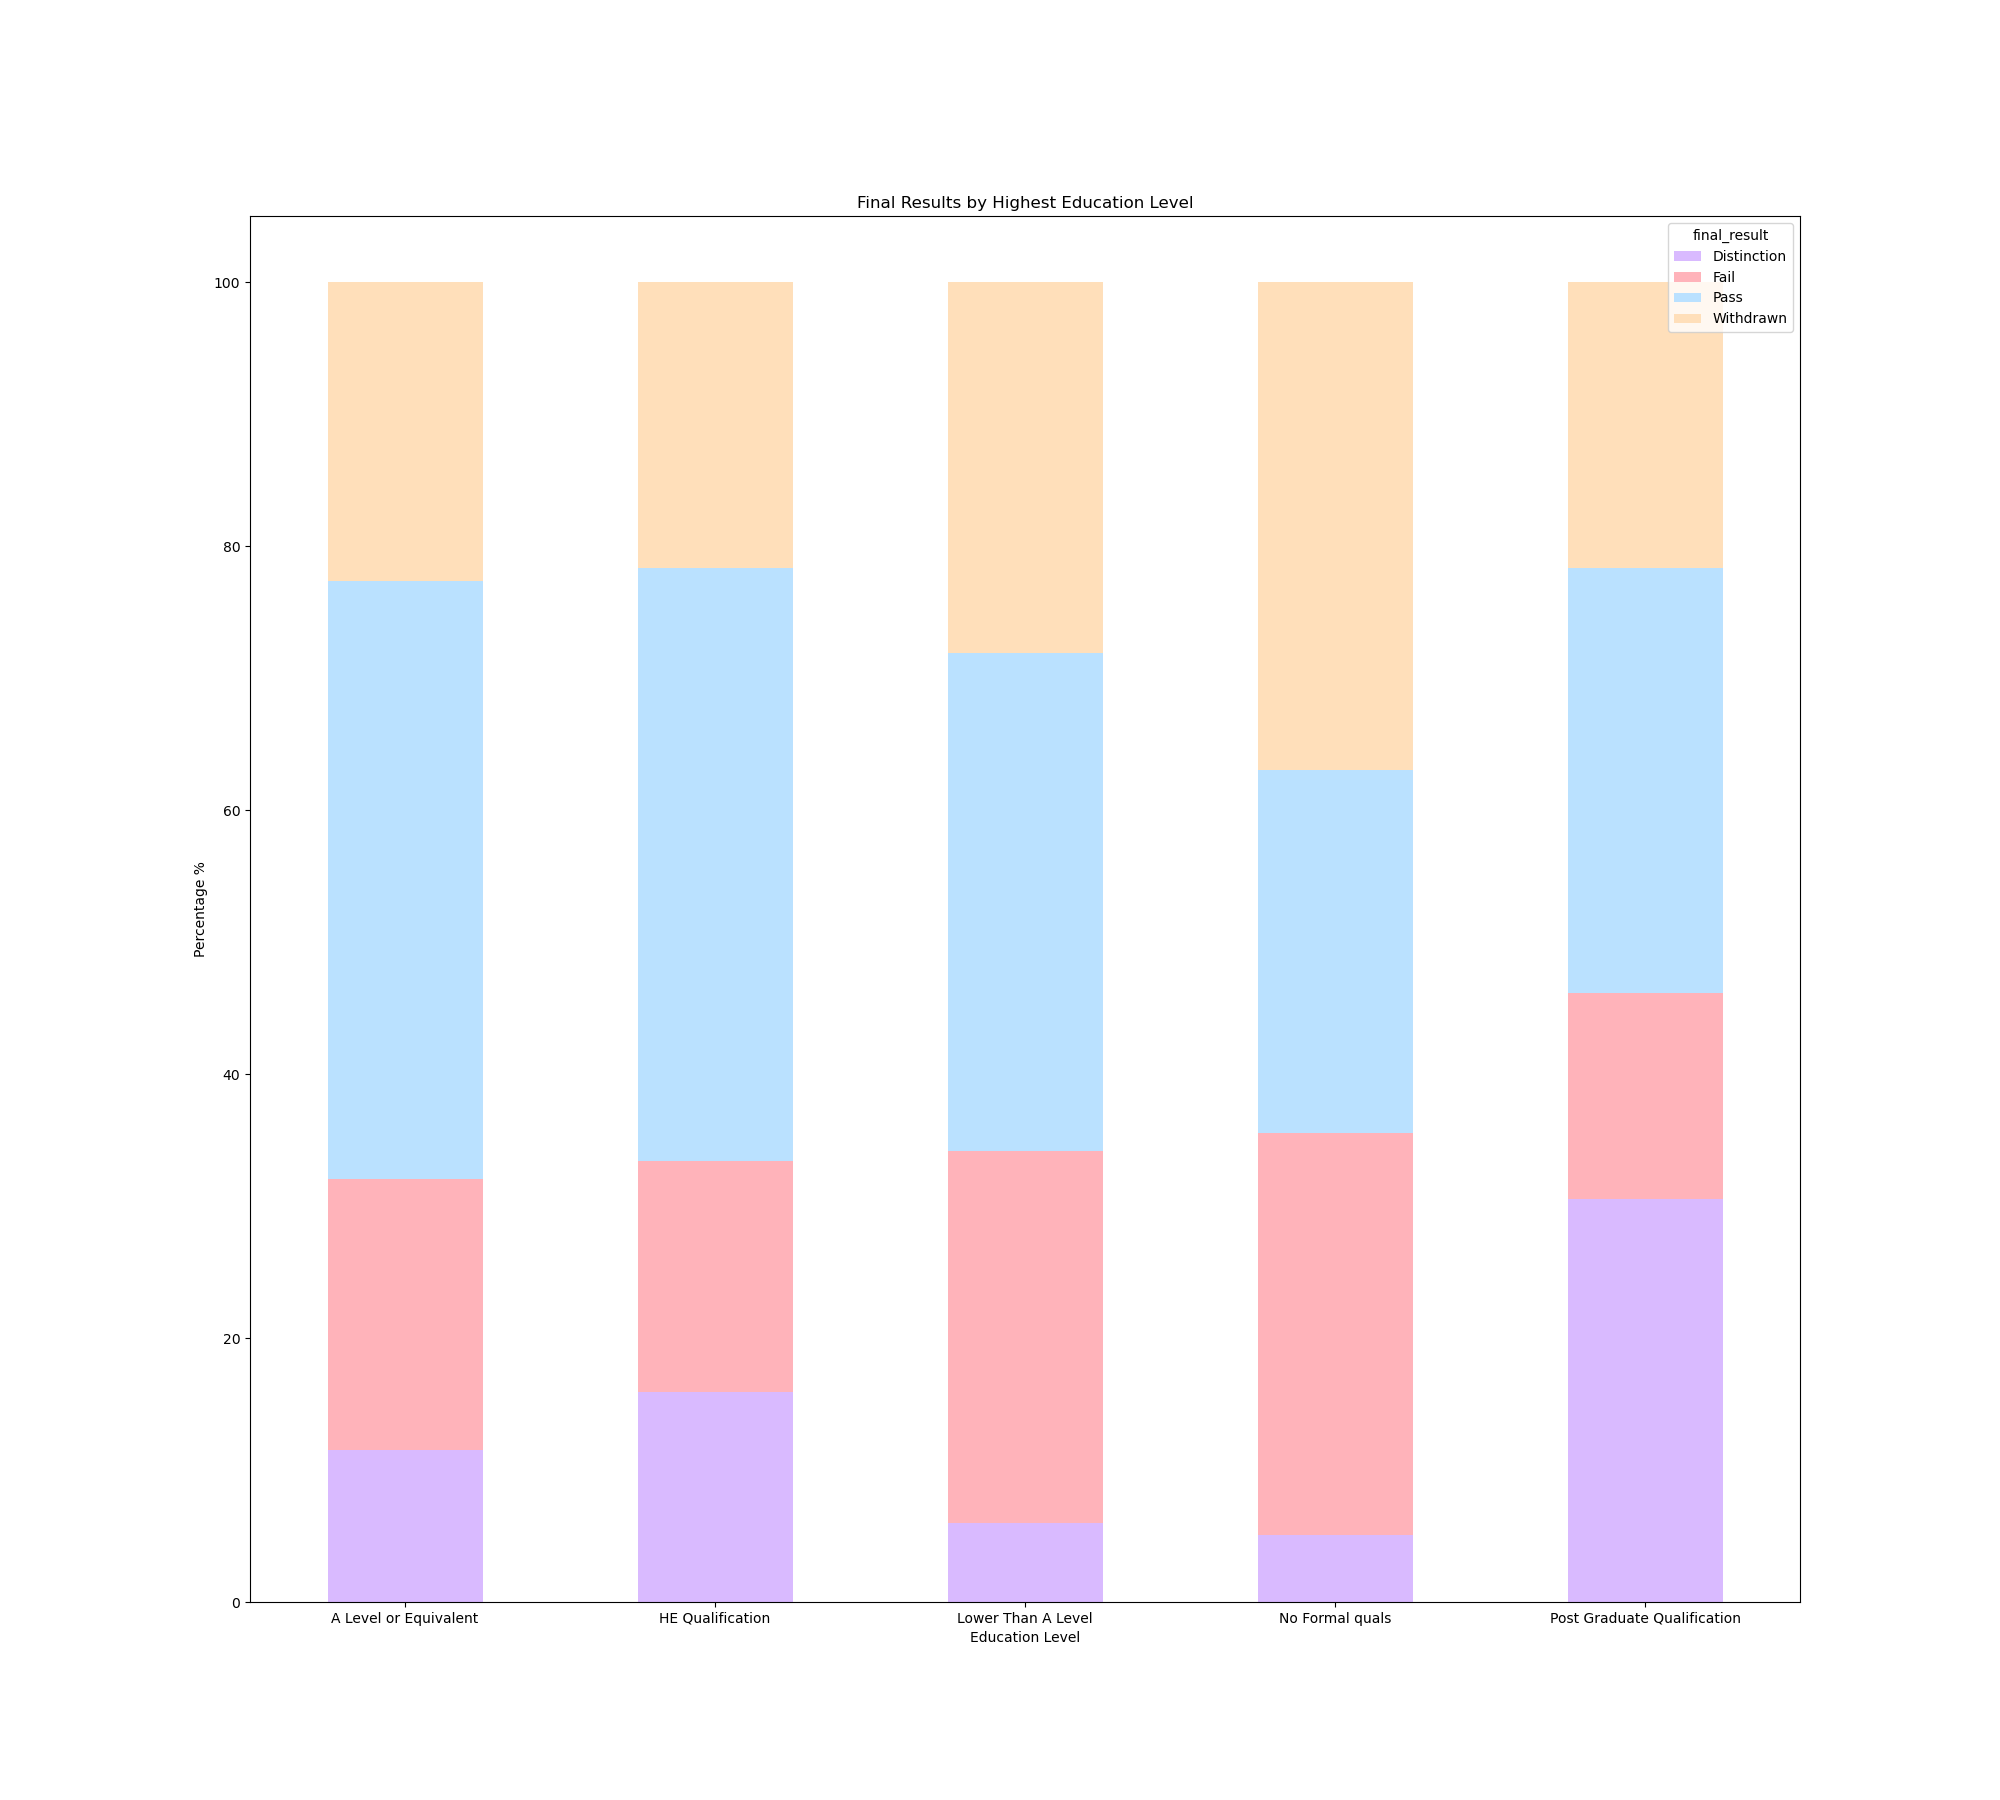 Final Results by Highest Education Level
final_result
Distinction
Fail
Pass
Withdrawn
100
80
60
40
20
0
Percentage %
A Level or Equivalent
HE Qualification
Lower Than A Level
No Formal quals
Post Graduate Qualification
Education Level